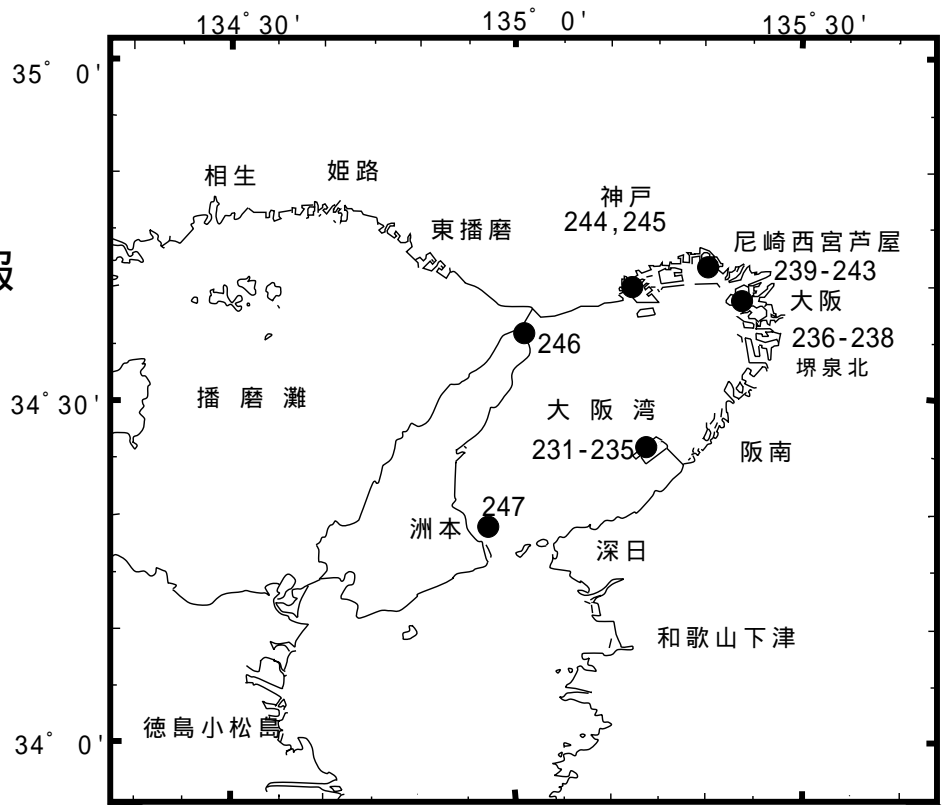 134° 30' 135° 0' 135° 30'
35° 0'
相生
姫路
神戸
244,245
東播磨
尼崎西宮芦屋
239-243
報
大阪
236-238
246
堺泉北
34° 30'
播 磨 灘
大 阪 湾
231-235
阪南
247
洲本
深日
和歌山下津
徳島小松島
34° 0'